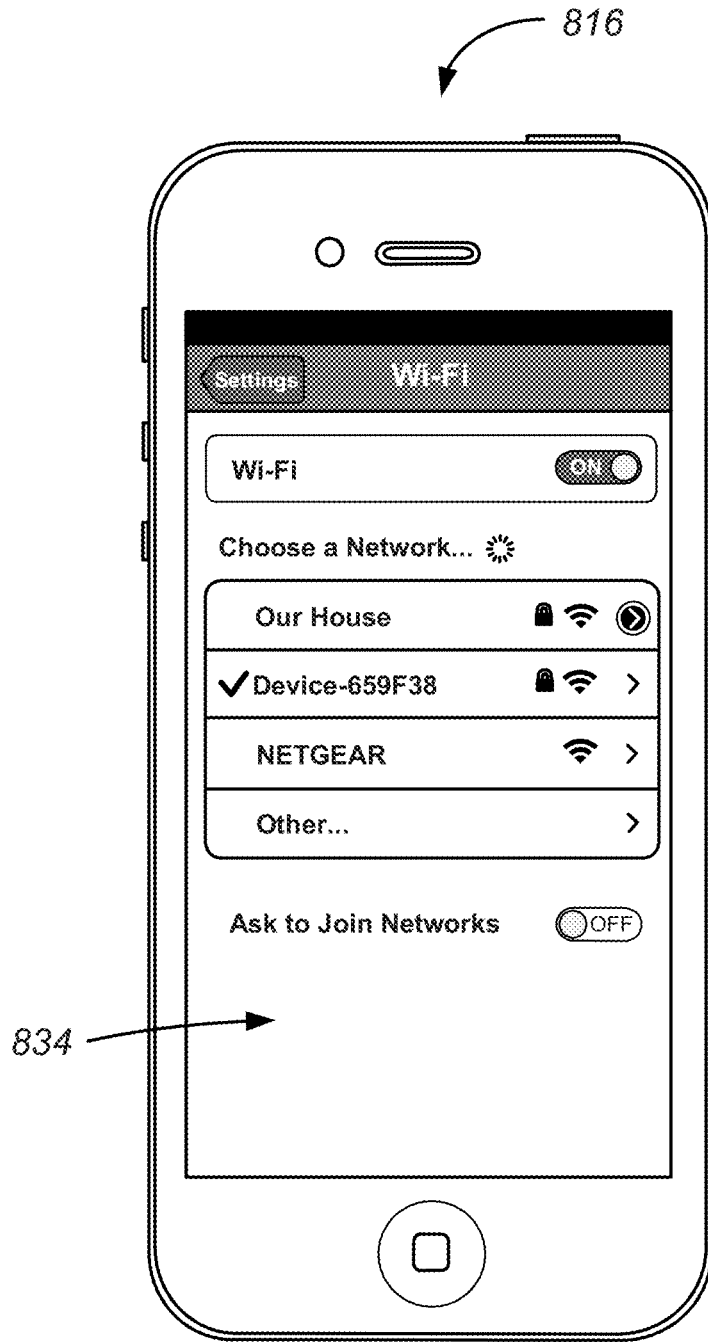 816
Settings Wi-Fi
Wi-Fi ON
Choose a Network...
Our House
Device-659F38
NETGEAR
Other...
Ask to Join Networks OFF
834